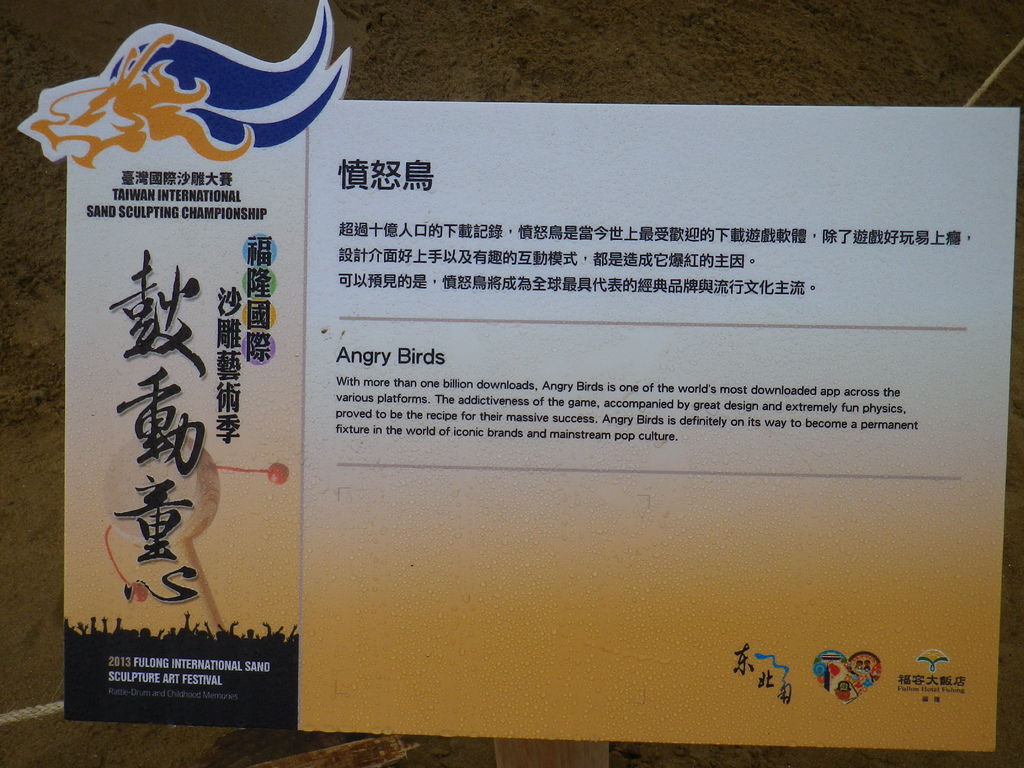 臺灣國際沙雕大賽
TAIWAN INTERNATIONAL
SAND SCULPTING CHAMPIONSHIP
福隆國際
沙雕藝術季
鼓動童心
2013 FULONG INTERNATIONAL SAND
SCULPTURE ART FESTIVAL
Rattle-Drum and Childhood Memories
憤怒鳥
超過十億人口的下載記錄，憤怒鳥是當今世上最受歡迎的下載遊戲軟體，除了遊戲好玩易上癮，
設計介面好上手以及有趣的互動模式，都是造成它爆紅的主因。
可以預見的是，憤怒鳥將成為全球最具代表的經典品牌與流行文化主流。
Angry Birds
With more than one billion downloads, Angry Birds is one of the world's most downloaded app across the
various platforms. The addictiveness of the game, accompanied by great design and extremely fun physics,
proved to be the recipe for their massive success. Angry Birds is definitely on its way to become a permanent
fixture in the world of iconic brands and mainstream pop culture.
东北角
福容大飯店
Fullon Hotel Fulong
福隆